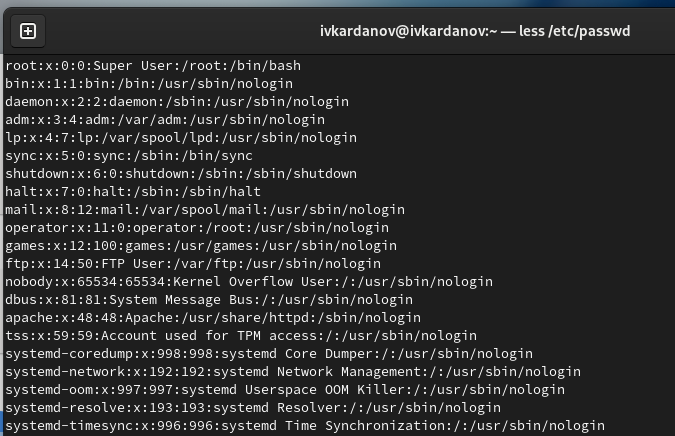 ivkardanov@ivkardanov:~ — less /etc/passwd
root:x:0:0:Super User:/root:/bin/bash
bin:x:1:1:bin:/bin:/usr/sbin/nologin
daemon:x:2:2:daemon:/sbin:/usr/sbin/nologin
adm:x:3:4:adm:/var/adm:/usr/sbin/nologin
lp:x:4:7:lp:/var/spool/lpd:/usr/sbin/nologin
sync:x:5:0:sync:/sbin:/bin/sync
shutdown:x:6:0:shutdown:/sbin:/sbin/shutdown
halt:x:7:0:halt:/sbin:/sbin/halt
mail:x:8:12:mail:/var/spool/mail:/usr/sbin/nologin
operator:x:11:0:operator:/root:/usr/sbin/nologin
games:x:12:100:games:/usr/games:/usr/sbin/nologin
ftp:x:14:50:FTP User:/var/ftp:/usr/sbin/nologin
nobody:x:65534:65534:Kernel Overflow User:/:/usr/sbin/nologin
dbus:x:81:81:System Message Bus:/:/usr/sbin/nologin
apache:x:48:48:Apache:/usr/share/httpd:/sbin/nologin
tss:x:59:59:Account used for TPM access:/:/usr/sbin/nologin
systemd-coredump:x:998:998:systemd Core Dumper:/:/usr/sbin/nologin
systemd-network:x:192:192:systemd Network Management:/:/usr/sbin/nologin
systemd-oom:x:997:997:systemd Userspace OOM Killer:/:/usr/sbin/nologin
systemd-resolve:x:193:193:systemd Resolver:/:/usr/sbin/nologin
systemd-timesync:x:996:996:systemd Time Synchronization:/:/usr/sbin/nologin